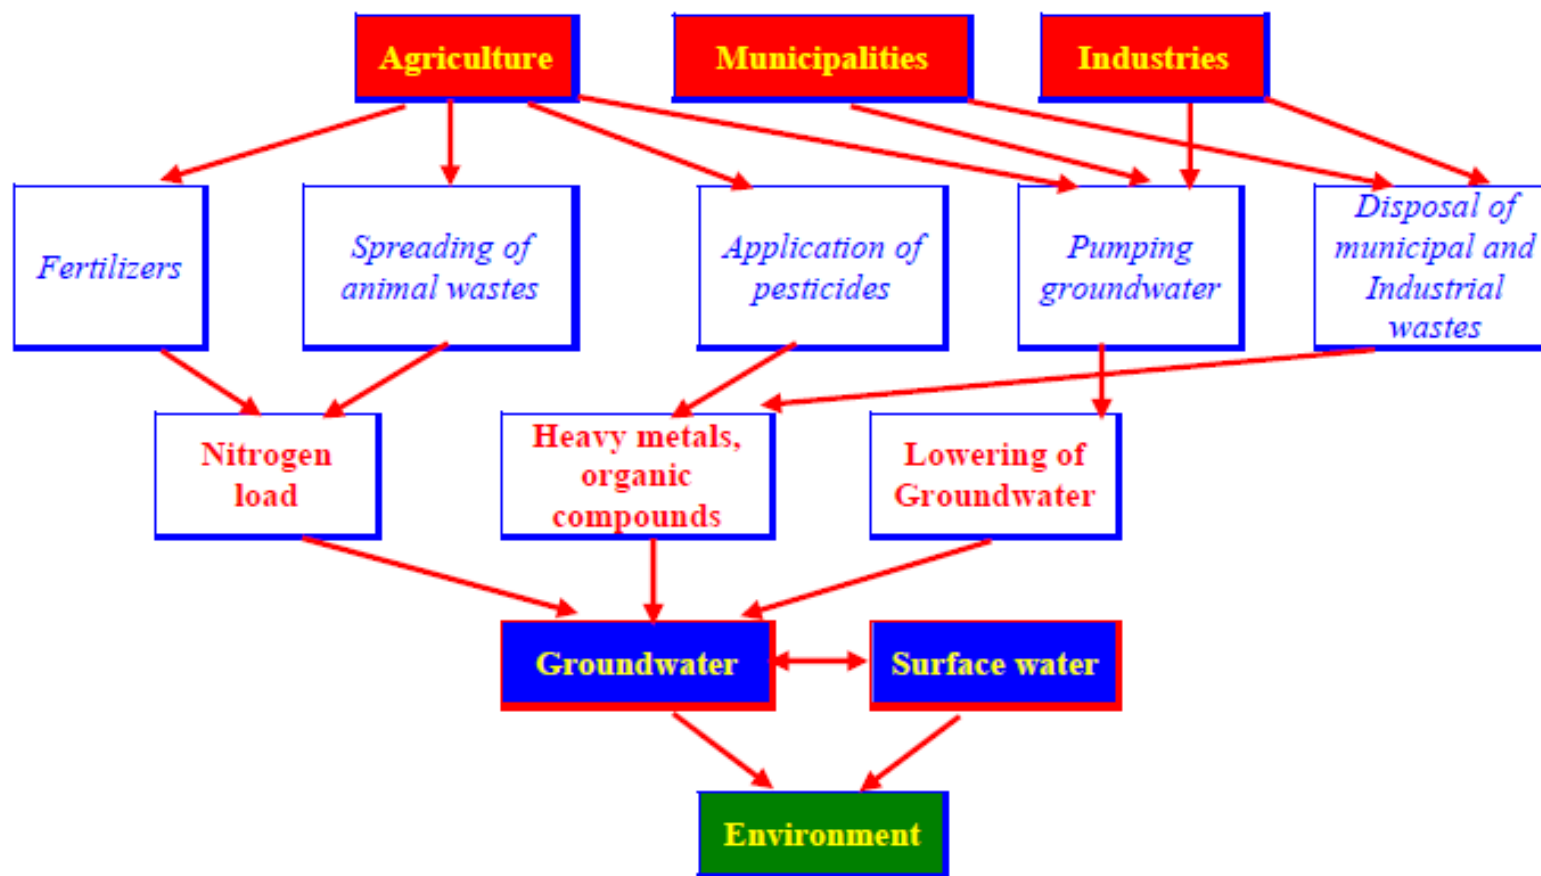 Agriculture
Municipalities
Industries
Fertilizers
Spreading of
animal wastes
Application of
pesticides
Pumping
groundwater
Disposal of
municipal and
Industrial
wastes
Nitrogen
load
Heavy metals,
organic
compounds
Lowering of
Groundwater
Groundwater
Surface water
Environment